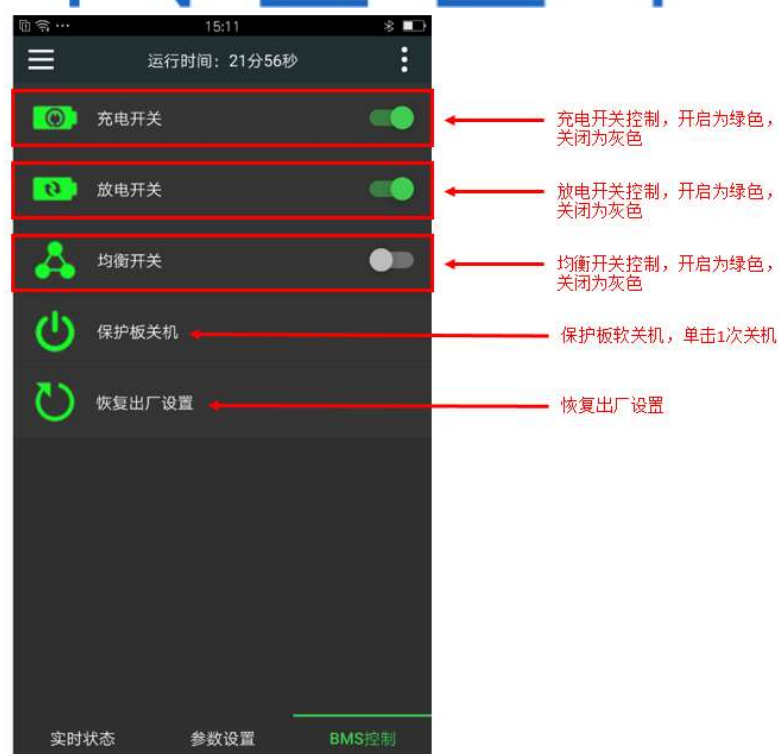 15:11
运行时间：21分56秒
充电开关
充电开关控制，开启为绿色，
关闭为灰色
放电开关
放电开关控制，开启为绿色，
关闭为灰色
均衡开关
均衡开关控制，开启为绿色，
关闭为灰色
保护板关机
保护板软关机，单击1次关机
恢复出厂设置
恢复出厂设置
实时状态 参数设置 BMS控制